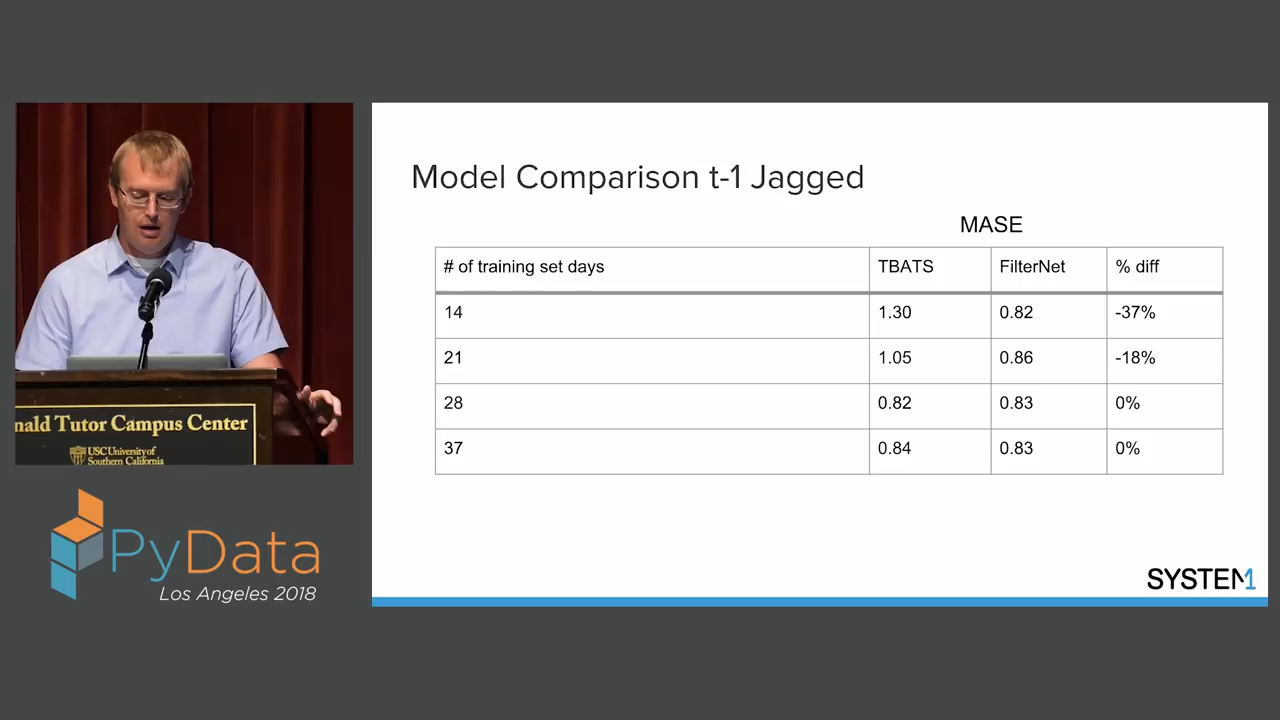 Model Comparison t-1 Jagged
MASE
# of training set days TBATS FilterNet % diff
14 1.30 0.82 -37%
21 1.05 0.86 -18%
28 0.82 0.83 0%
37 0.84 0.83 0%
SYSTEM1
nald Tutor Campus Center
USC University of
Southern California
PyData
Los Angeles 2018